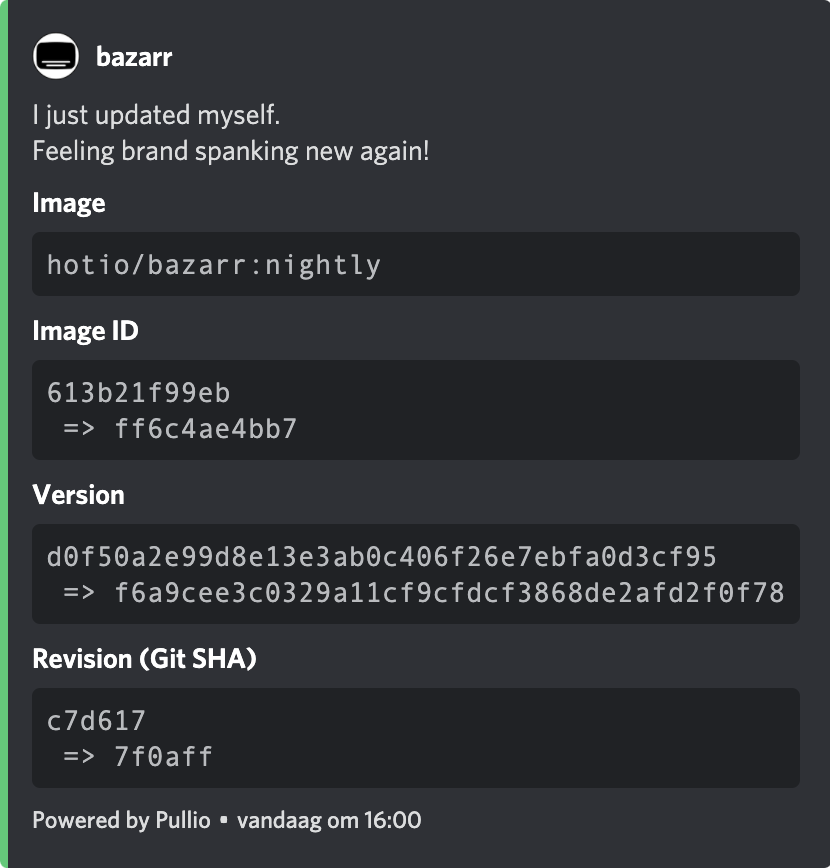 bazarr
I just updated myself.
Feeling brand spanking new again!
Image
hotio/bazarr:nightly
Image ID
613b21f99eb
=> ff6c4ae4bb7
Version
d0f50a2e99d8e13e3ab0c406f26e7ebfa0d3cf95
=> f6a9cee3c0329a11cf9cfdcf3868de2afd2f0f78
Revision (Git SHA)
c7d617
=> 7f0aff
Powered by Pullio • vandaag om 16:00